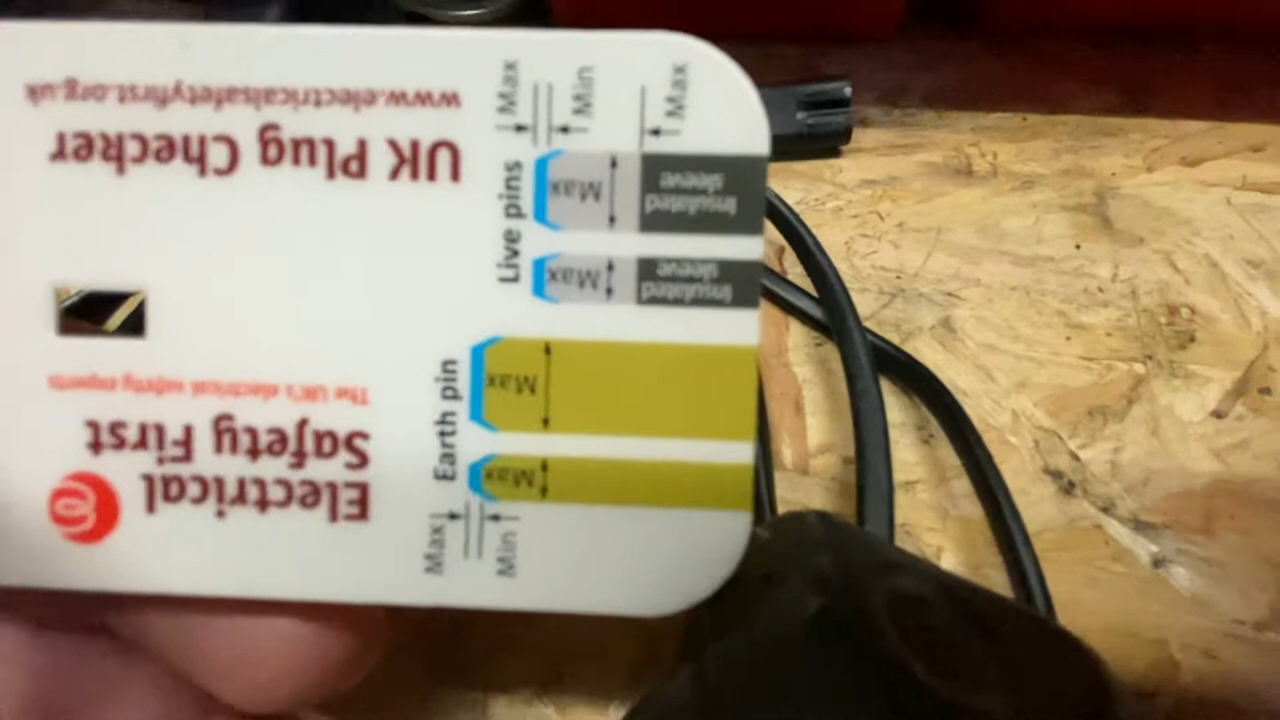 Electrical
Safety First
The UK's electrical safety experts
UK Plug Checker
www.electricalsafetyfirst.org.uk
Max
Min
Earth pin
Max
Max
Live pins
Max
Insulated
sleeve
Max
Insulated
sleeve
Max
Min
Max